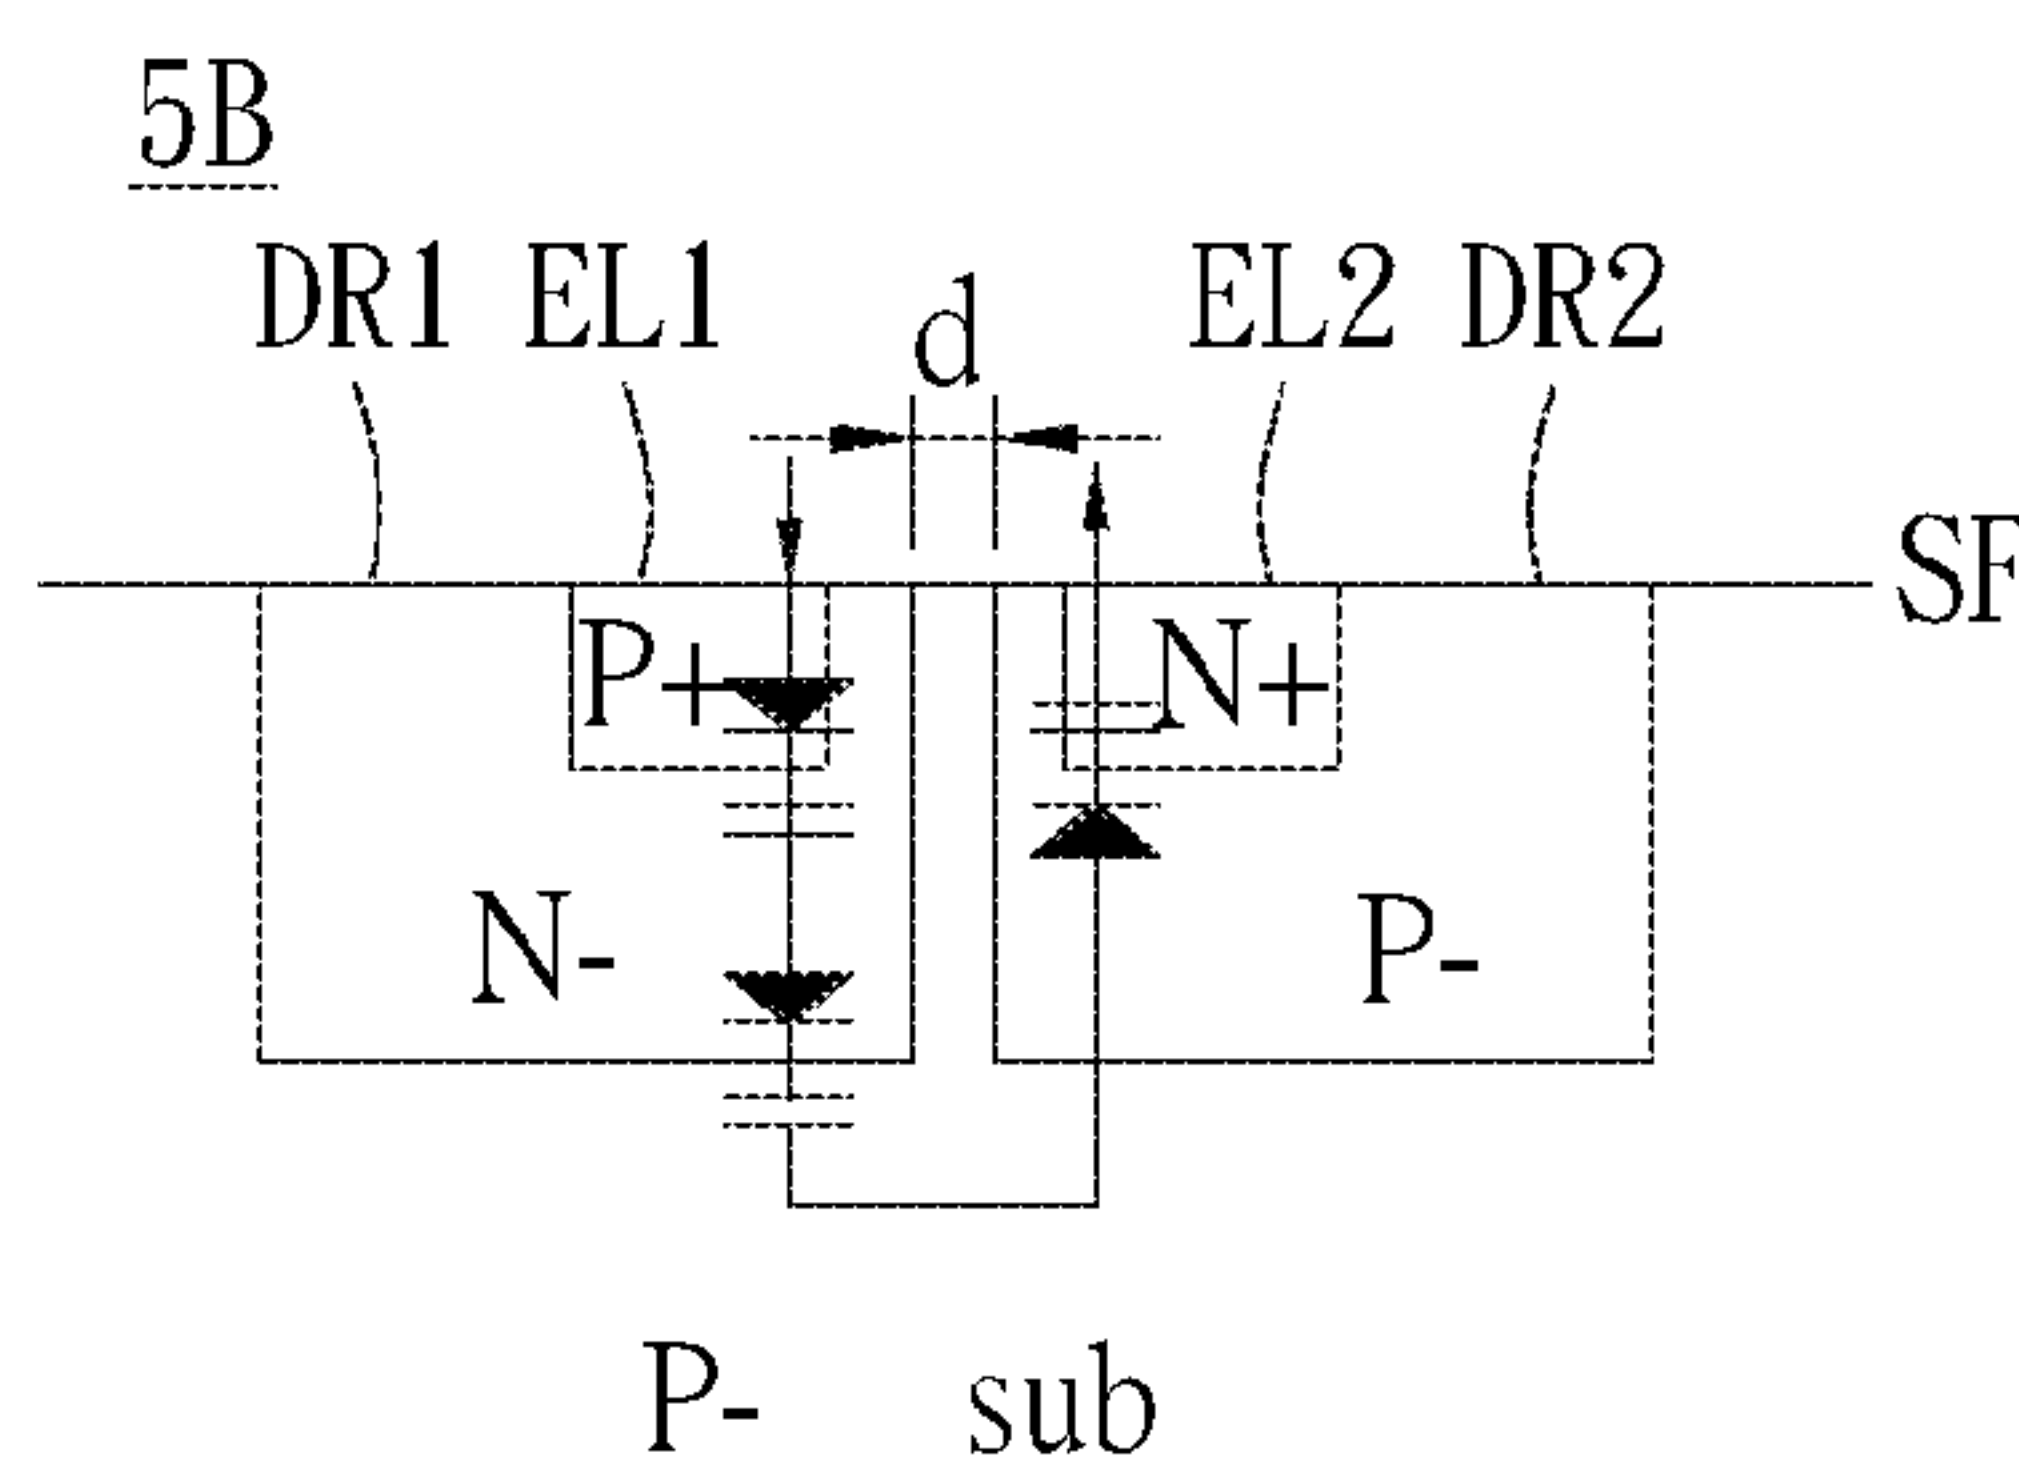 5B
DR1 EL1 d EL2 DR2
SF
P+ N+
N- P-
P- sub